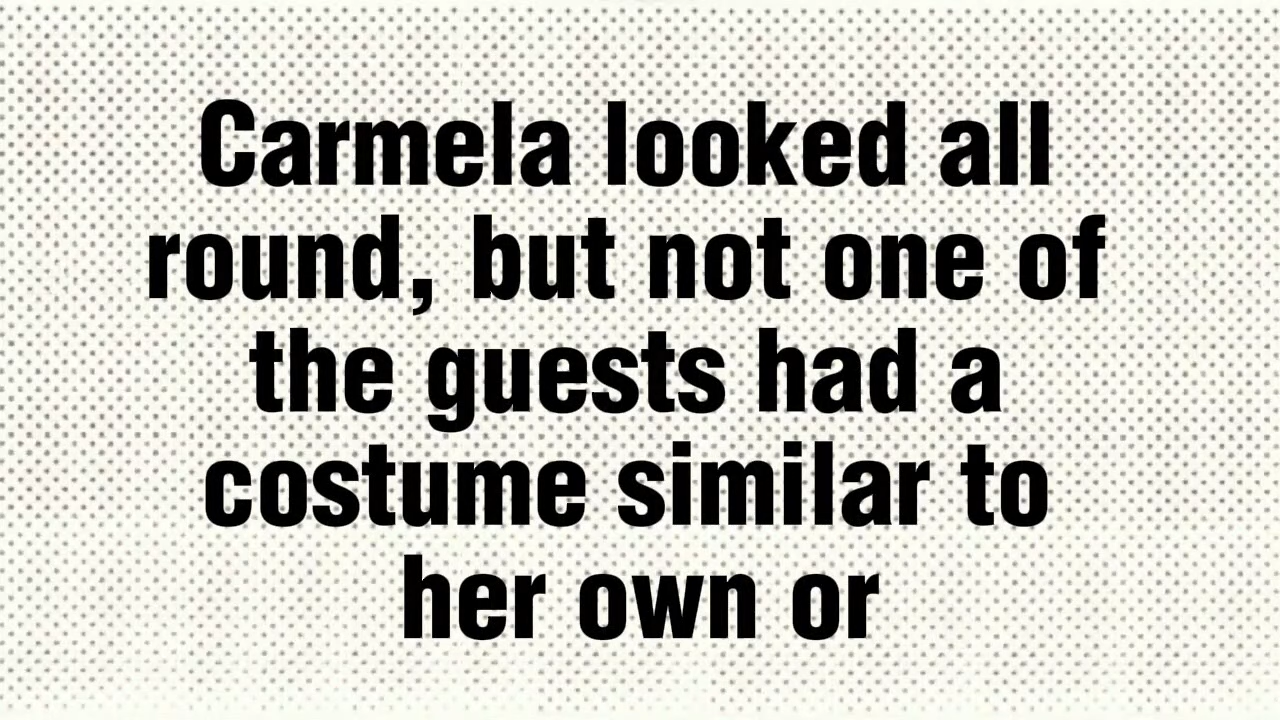 Carmela looked all
round, but not one of
the guests had a
costume similar to
her own or